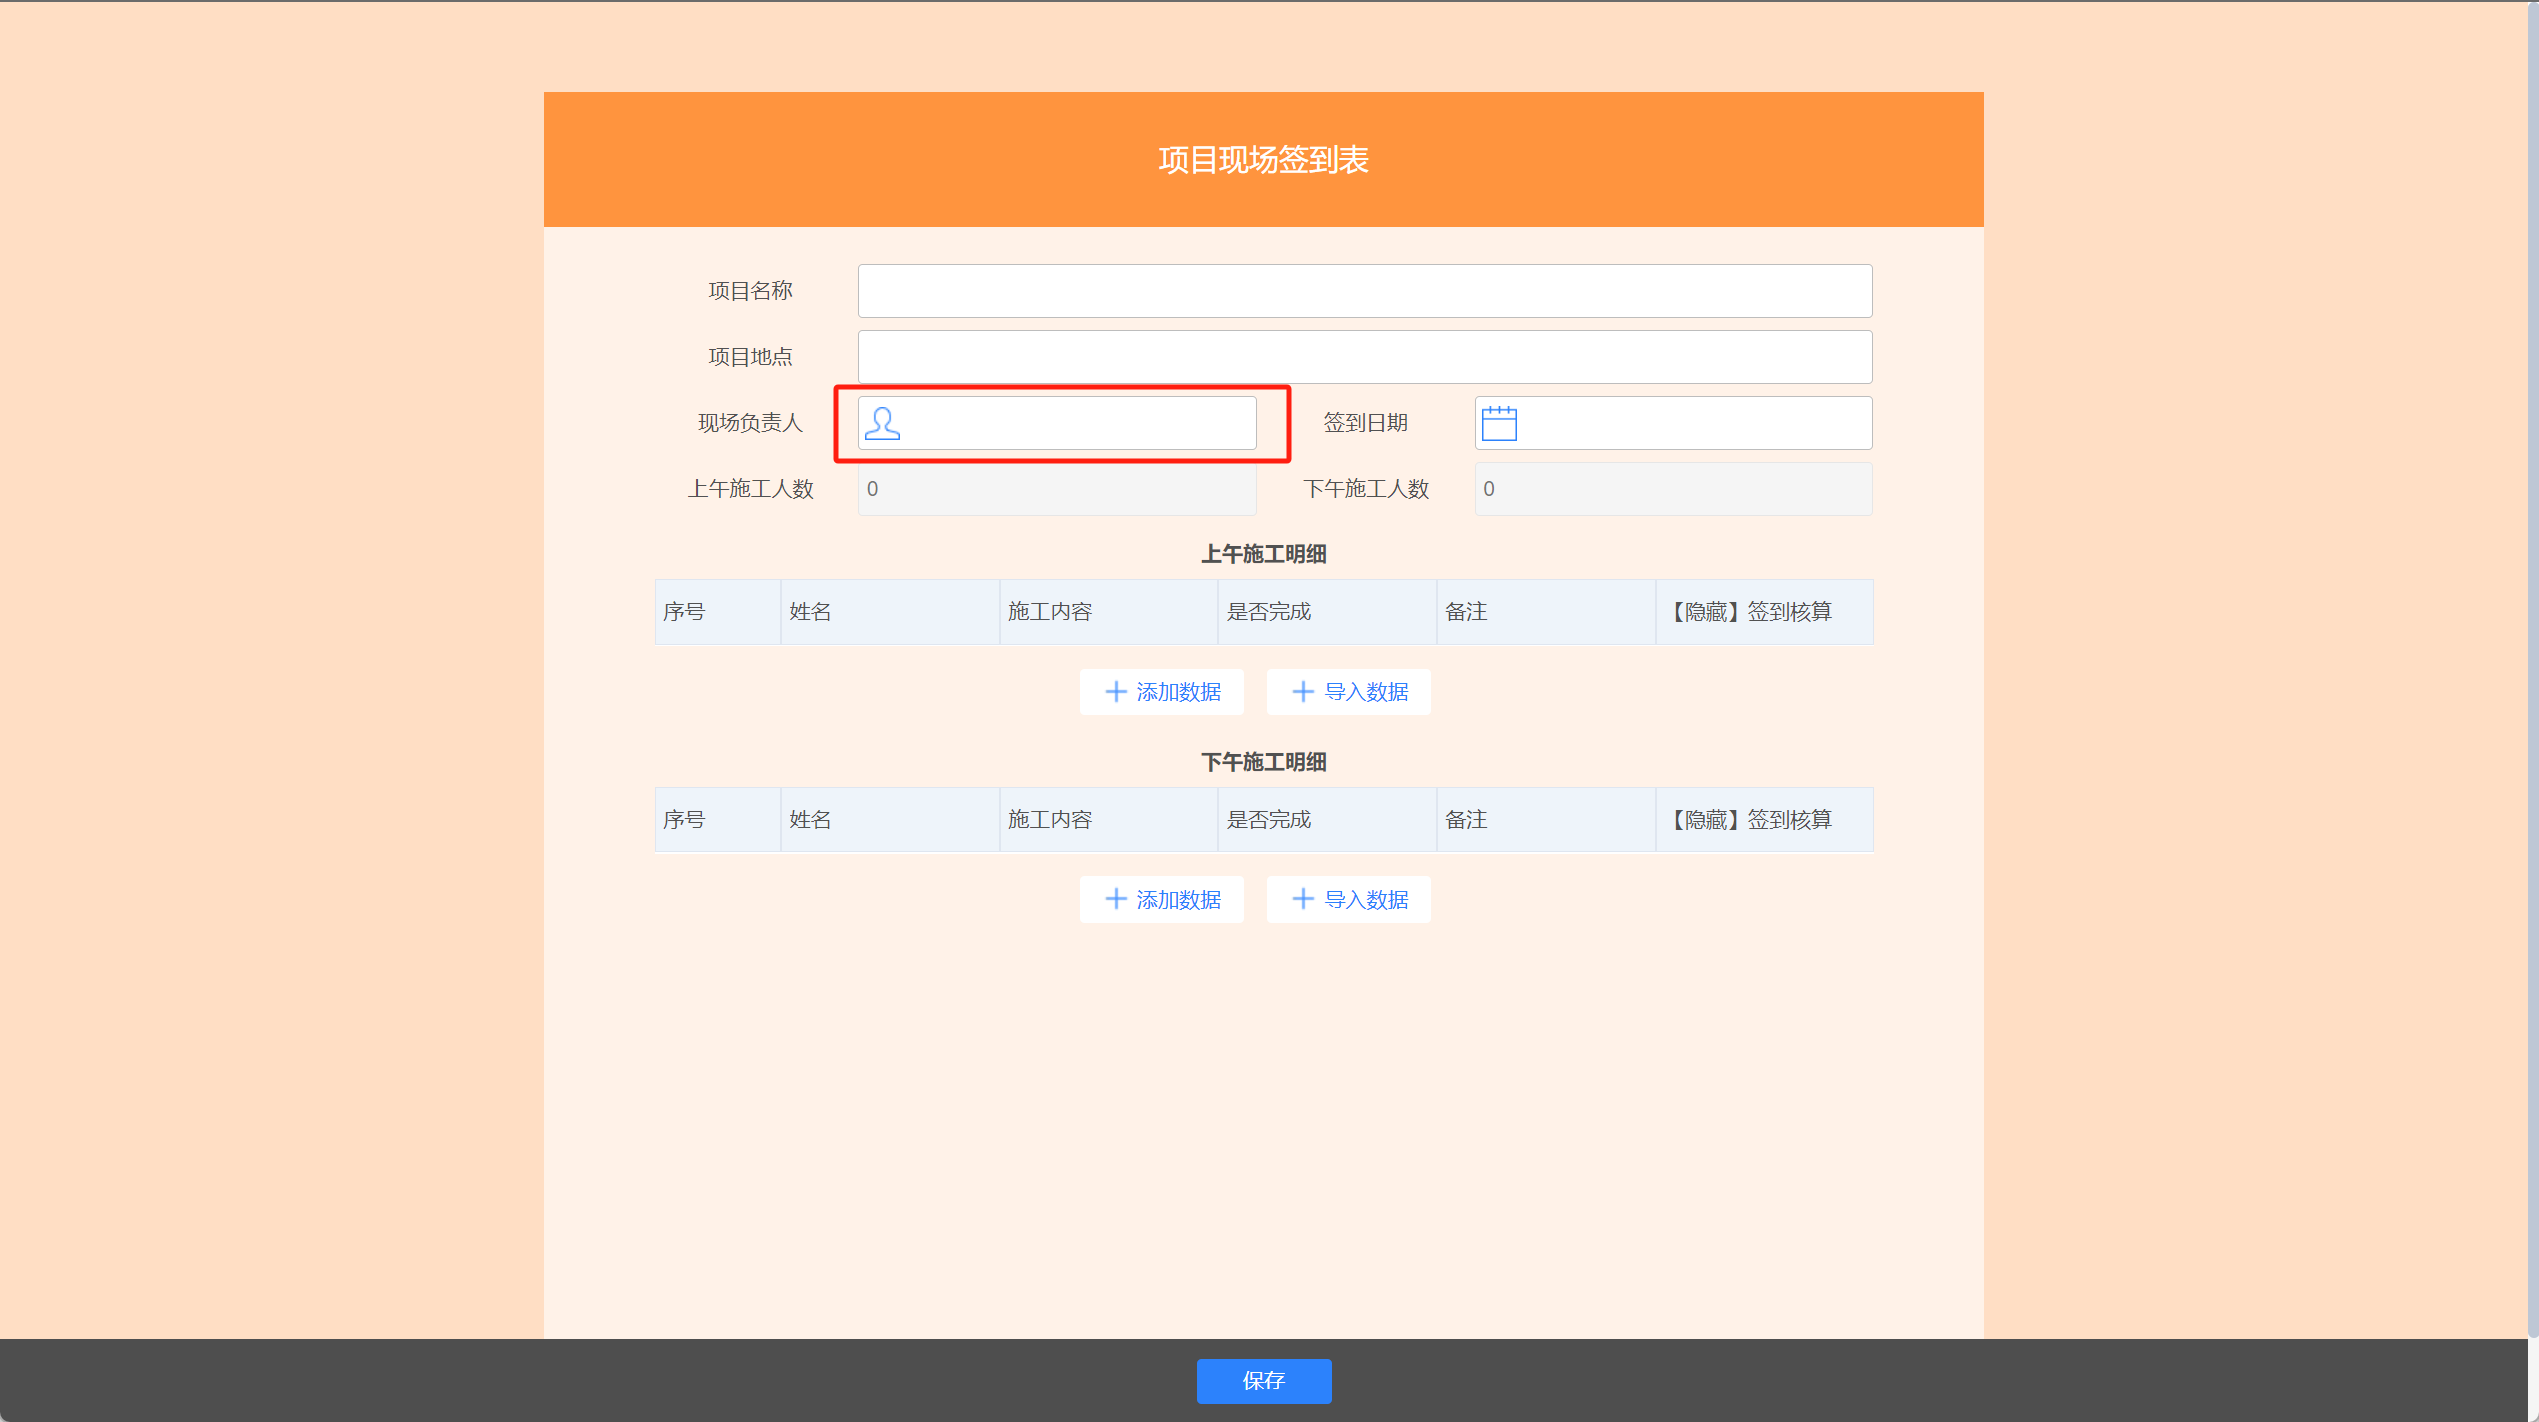 项目现场签到表
项目名称
项目地点
现场负责人 签到日期
上午施工人数 0 下午施工人数 0
上午施工明细
序号 姓名 施工内容 是否完成 备注 【隐藏】签到核算
添加数据 导入数据
下午施工明细
序号 姓名 施工内容 是否完成 备注 【隐藏】签到核算
添加数据 导入数据
保存